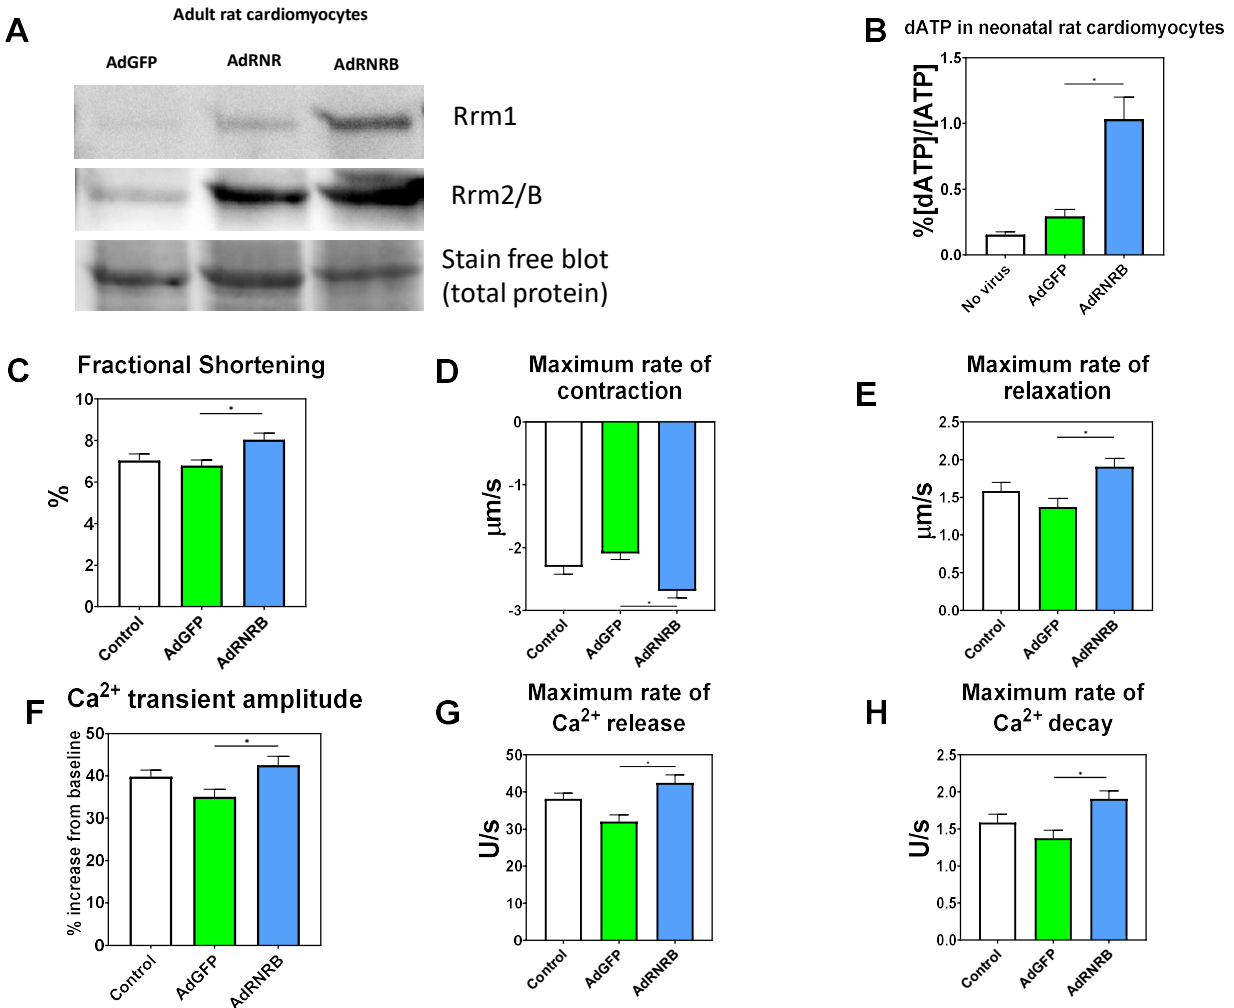 A
Adult rat cardiomyocytes
AdGFP
AdRNR
AdRNRB
Rrm1
Rrm2/B
Stain free blot
(total protein)
B
dATP in neonatal rat cardiomyocytes
%[dATP]/[ATP]
1.5
1.0
0.5
0.0
*
No virus
AdGFP
AdRNRB
C
Fractional Shortening
%
10
8
6
4
2
0
*
Control
AdGFP
AdRNRB
D
Maximum rate of
contraction
μm/s
0
-1
-2
-3
*
Control
AdGFP
AdRNRB
E
Maximum rate of
relaxation
μm/s
2.5
2.0
1.5
1.0
0.5
0.0
*
Control
AdGFP
AdRNRB
F
Ca2+ transient amplitude
% increase from baseline
50
40
30
20
10
0
*
Control
AdGFP
AdRNRB
G
Maximum rate of
Ca2+ release
U/s
50
40
30
20
10
0
*
Control
AdGFP
AdRNRB
H
Maximum rate of
Ca2+ decay
U/s
2.5
2.0
1.5
1.0
0.5
0.0
*
Control
AdGFP
AdRNRB